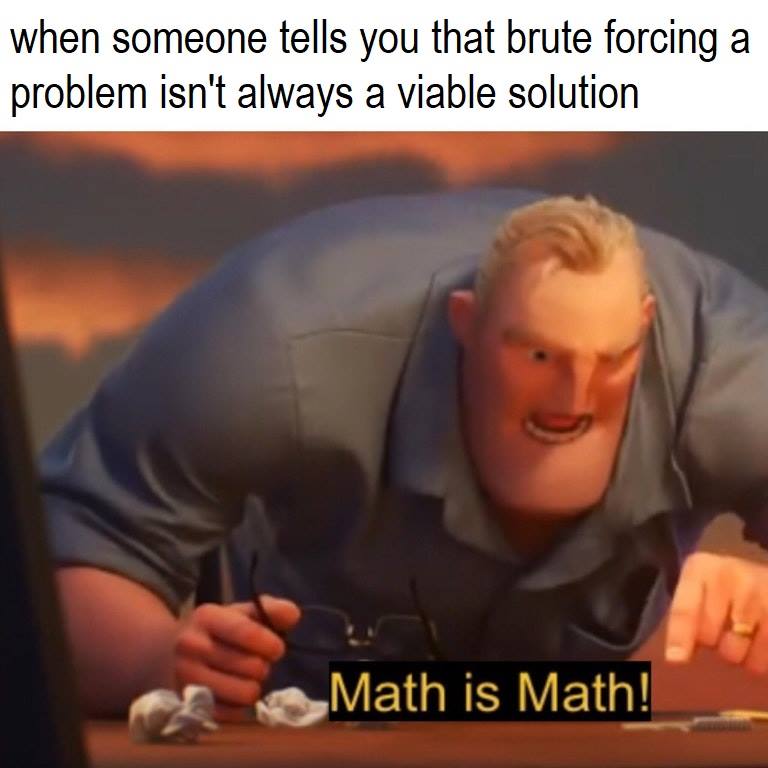 when someone tells you that brute forcing a
problem isn't always a viable solution
Math is Math!